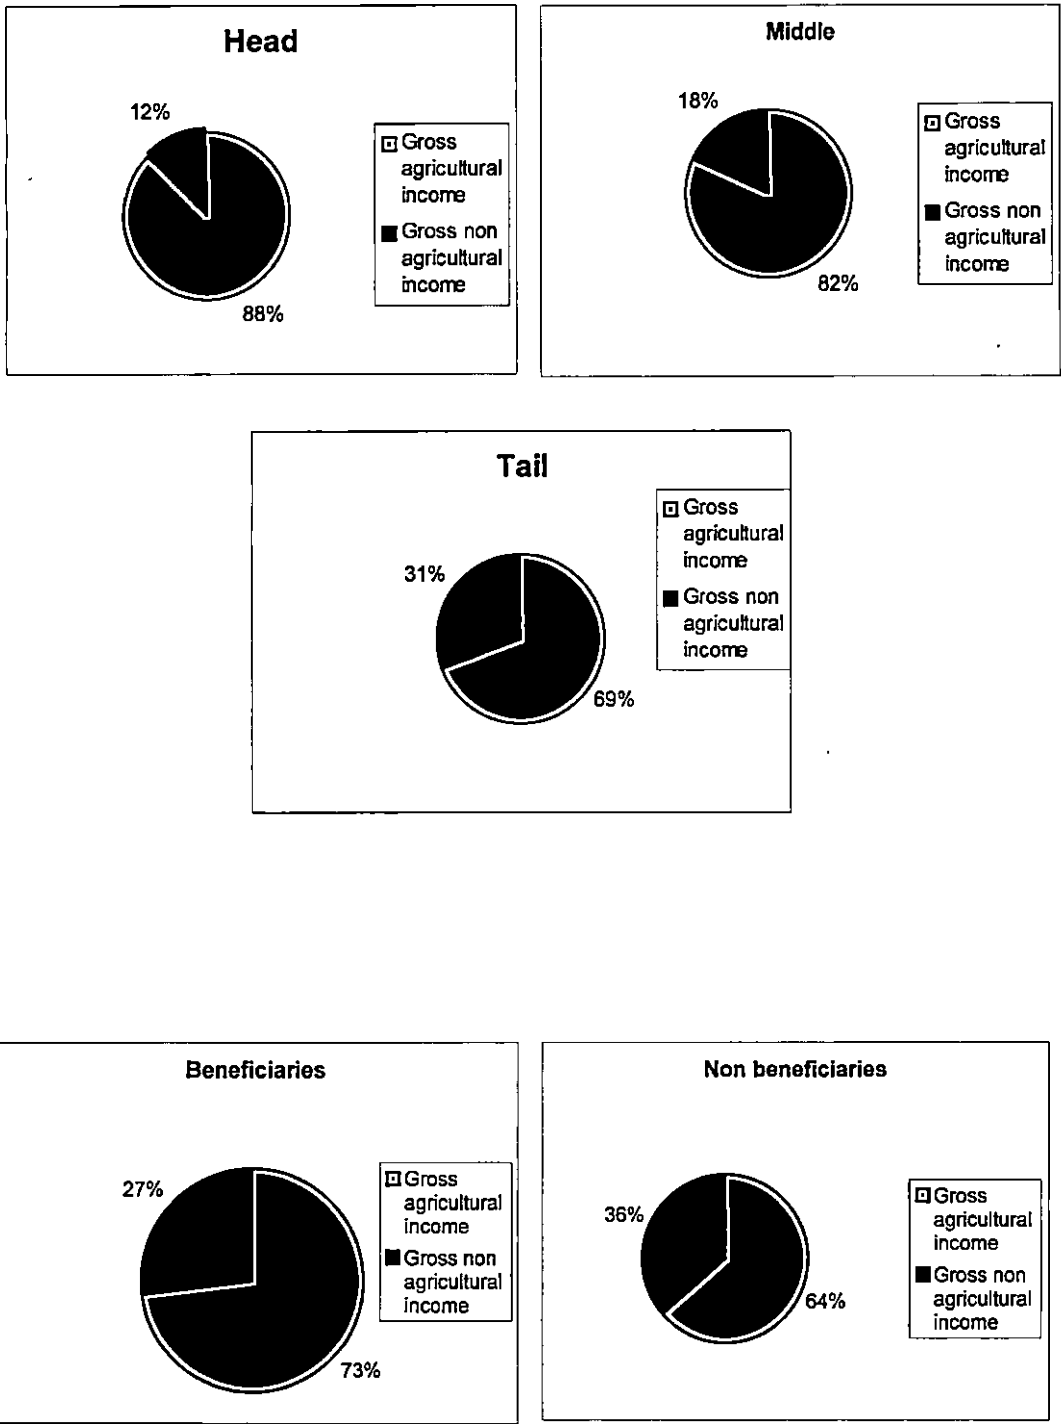 Head
12%
88%
Gross
agricultural
income
Gross non
agricultural
income
Middle
18%
82%
Gross
agricultural
income
Gross non
agricultural
income
Tail
31%
69%
Gross
agricultural
income
Gross non
agricultural
income
Beneficiaries
27%
73%
Gross
agricultural
income
Gross non
agricultural
income
Non beneficiaries
36%
64%
Gross
agricultural
income
Gross non
agricultural
income